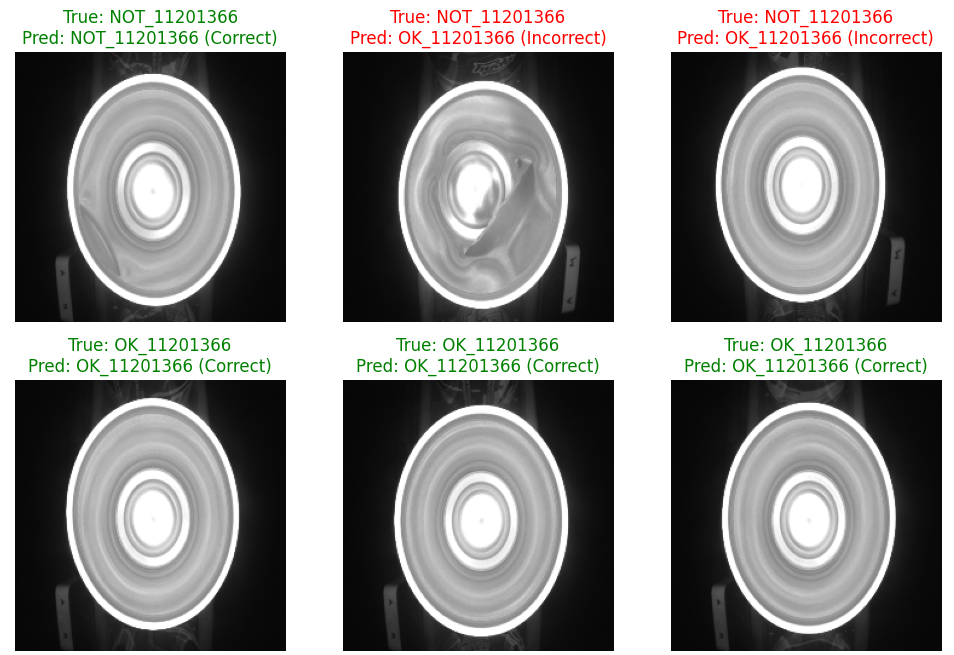 True: NOT_11201366
Pred: NOT_11201366 (Correct)
True: NOT_11201366
Pred: OK_11201366 (Incorrect)
True: NOT_11201366
Pred: OK_11201366 (Incorrect)
True: OK_11201366
Pred: OK_11201366 (Correct)
True: OK_11201366
Pred: OK_11201366 (Correct)
True: OK_11201366
Pred: OK_11201366 (Correct)